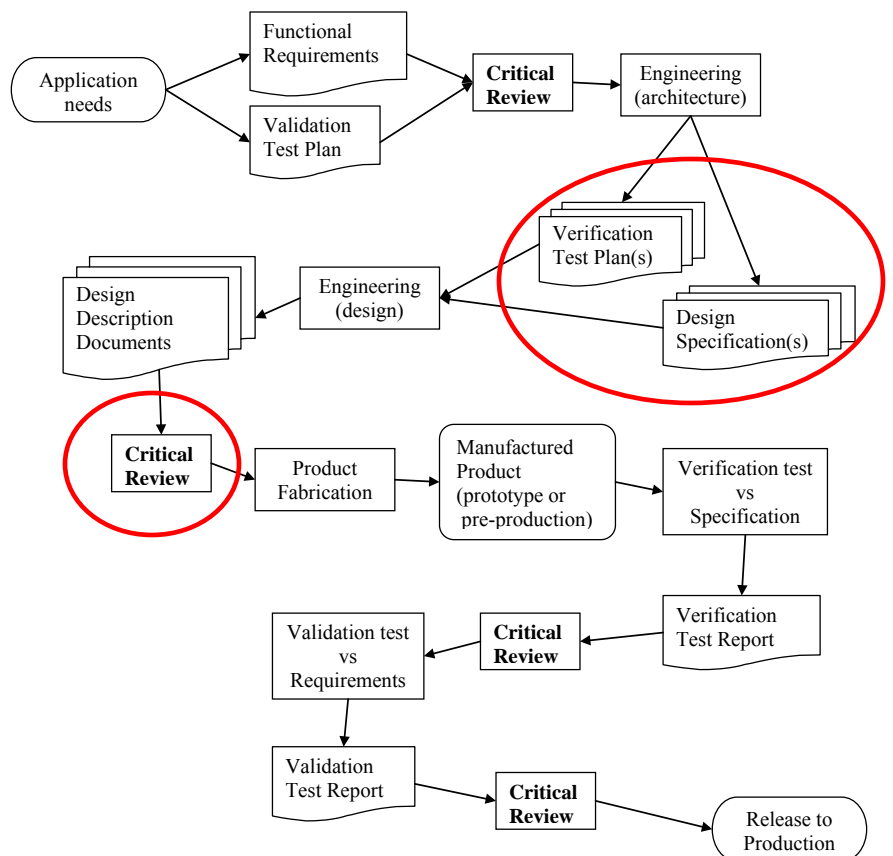 Application
needs
Functional
Requirements
Validation
Test Plan
Critical
Review
Engineering
(architecture)
Verification
Test Plan(s)
Design
Specification(s)
Engineering
(design)
Design
Description
Documents
Critical
Review
Product
Fabrication
Manufactured
Product
(prototype or
pre-production)
Verification test
vs
Specification
Verification
Test Report
Critical
Review
Validation test
vs
Requirements
Validation
Test Report
Critical
Review
Release to
Production